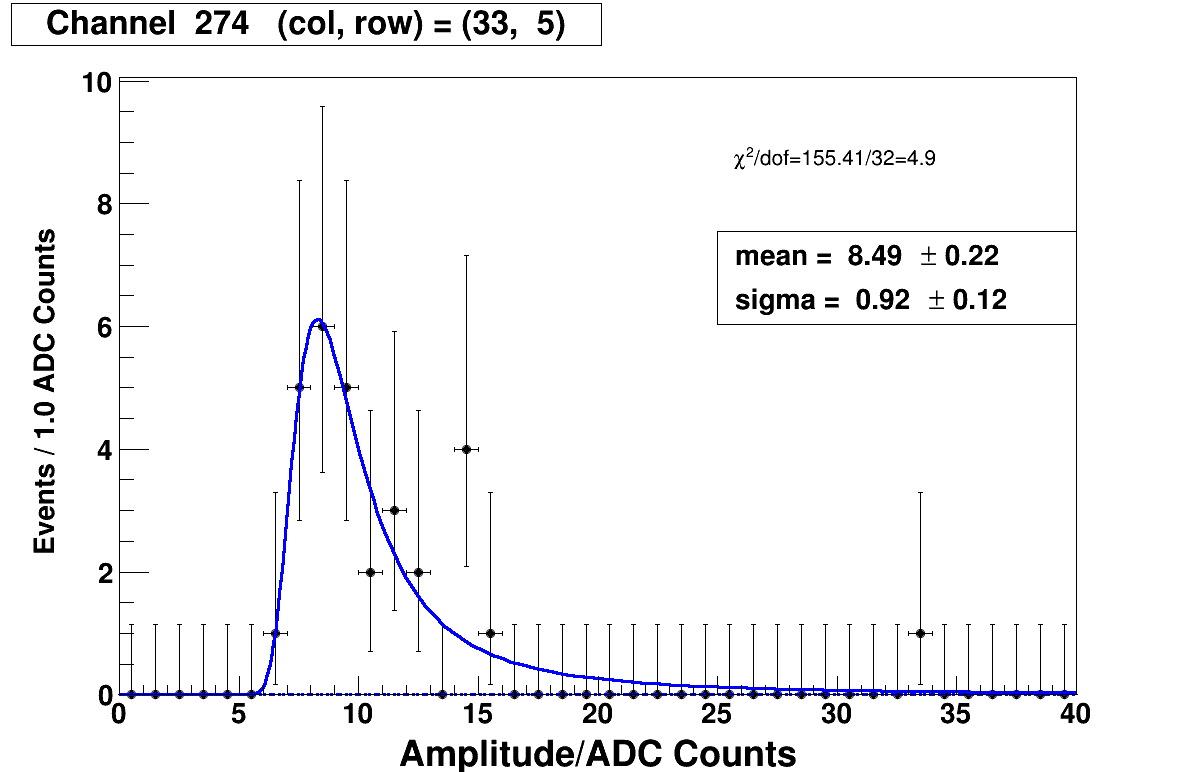 Channel 274 (col, row) = (33, 5)
10
8
6
4
2
0
Events / 1.0 ADC Counts
χ²/dof=155.41/32=4.9
mean = 8.49 ± 0.22
sigma = 0.92 ± 0.12
0 5 10 15 20 25 30 35 40
Amplitude/ADC Counts